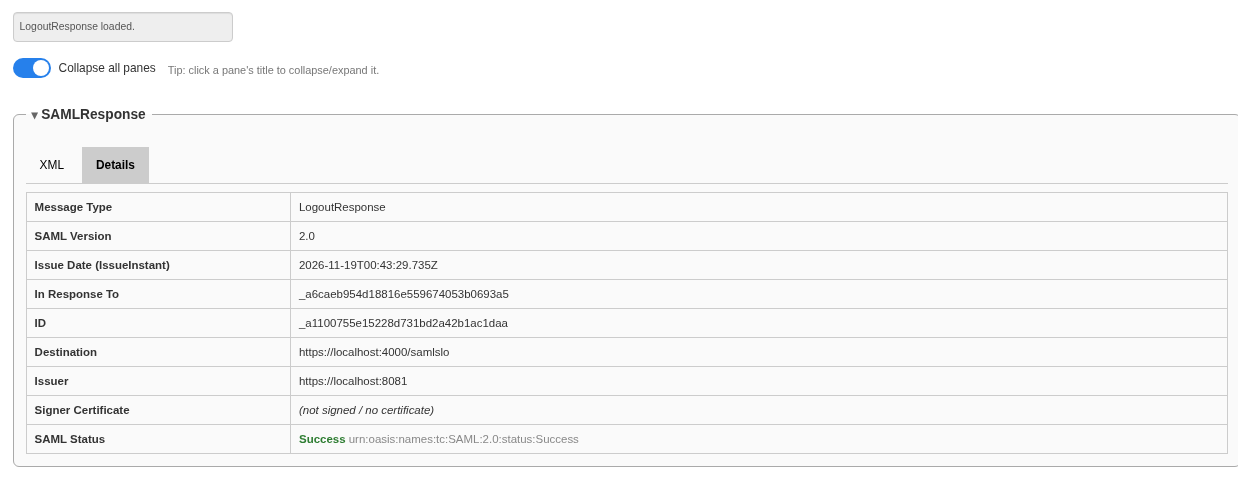 LogoutResponse loaded.
Collapse all panes Tip: click a pane's title to collapse/expand it.
▾ SAMLResponse
XML Details
Message Type LogoutResponse
SAML Version 2.0
Issue Date (IssueInstant) 2026-11-19T00:43:29.735Z
In Response To _a6caeb954d18816e559674053b0693a5
ID _a1100755e15228d731bd2a42b1ac1daa
Destination https://localhost:4000/samlslo
Issuer https://localhost:8081
Signer Certificate (not signed / no certificate)
SAML Status Success urn:oasis:names:tc:SAML:2.0:status:Success